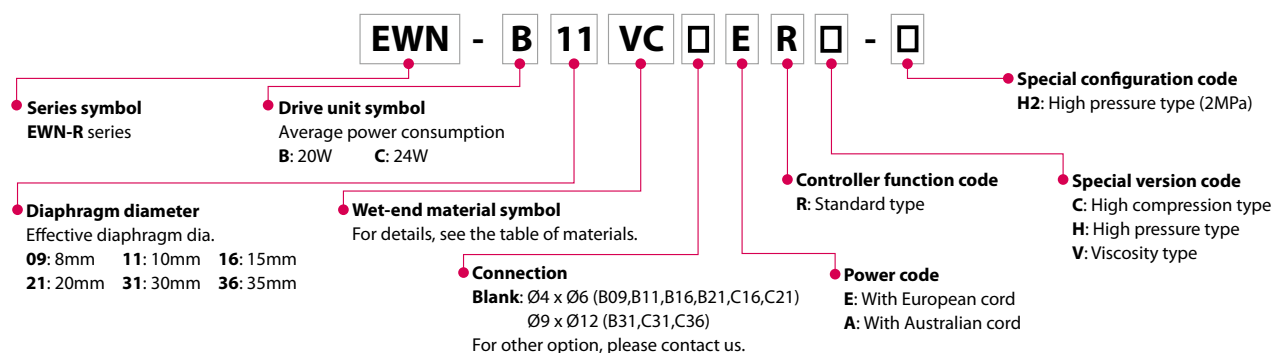 EWN - B 11 VC □ E R □ - □
Series symbol
EWN-R series
Drive unit symbol
Average power consumption
B: 20W C: 24W
Special configuration code
H2: High pressure type (2MPa)
Diaphragm diameter
Effective diaphragm dia.
09: 8mm 11: 10mm 16: 15mm
21: 20mm 31: 30mm 36: 35mm
Wet-end material symbol
For details, see the table of materials.
Controller function code
R: Standard type
Special version code
C: High compression type
H: High pressure type
V: Viscosity type
Connection
Blank: Ø4 x Ø6 (B09,B11,B16,B21,C16,C21)
Ø9 x Ø12 (B31,C31,C36)
For other option, please contact us.
Power code
E: With European cord
A: With Australian cord